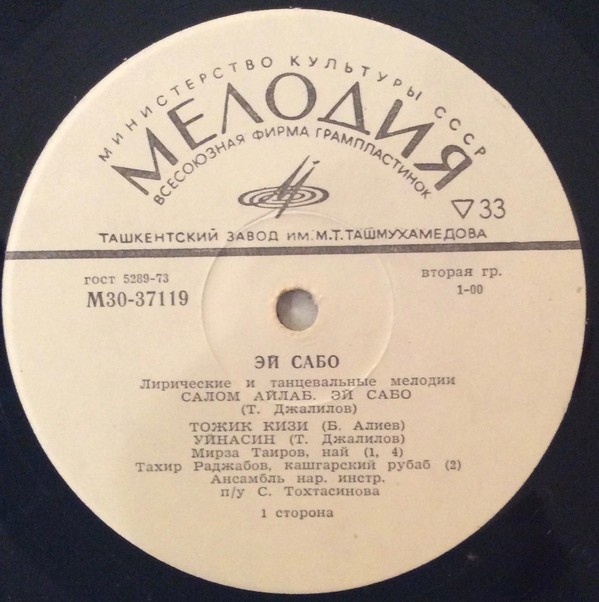 МИНИСТЕРСТВО КУЛЬТУРЫ СССР
МЕЛОДИЯ
ВСЕСОЮЗНАЯ ФИРМА ГРАМПЛАСТИНОК
▽33
ТАШКЕНТСКИЙ ЗАВОД ИМ. М.Т. ТАШМУХАМЕДОВА
гост 5289-73
М30-37119
вторая гр.
1-00
ЭЙ САБО
Лирические и танцевальные мелодии
САЛОМ АЙЛАБ. ЭЙ САБО
(Т. Джалилов)
ТОЖИК КИЗИ (Б. Алиев)
УЙНАСИН (Т. Джалилов)
Мирза Таиров, най (1, 4)
Тахир Раджабов, кашгарский рубаб (2)
Ансамбль нар. инстр.
п/у С. Тохтасинова
1 сторона